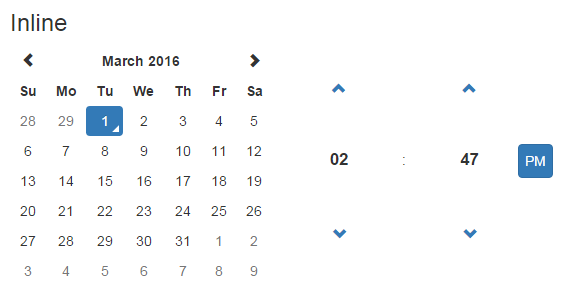 Inline
March 2016
Su Mo Tu We Th Fr Sa
28 29 1 2 3 4 5
6 7 8 9 10 11 12
02 : 47 PM
13 14 15 16 17 18 19
20 21 22 23 24 25 26
27 28 29 30 31 1 2
3 4 5 6 7 8 9